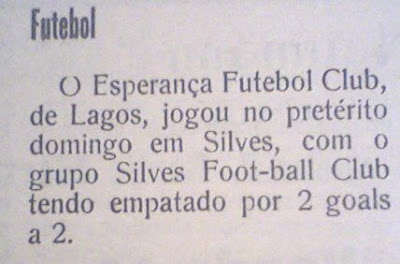 Futebol
O Esperança Futebol Club,
de Lagos, jogou no pretérito
domingo em Silves, com o
grupo Silves Foot-ball Club
tendo empatado por 2 goals
a 2.